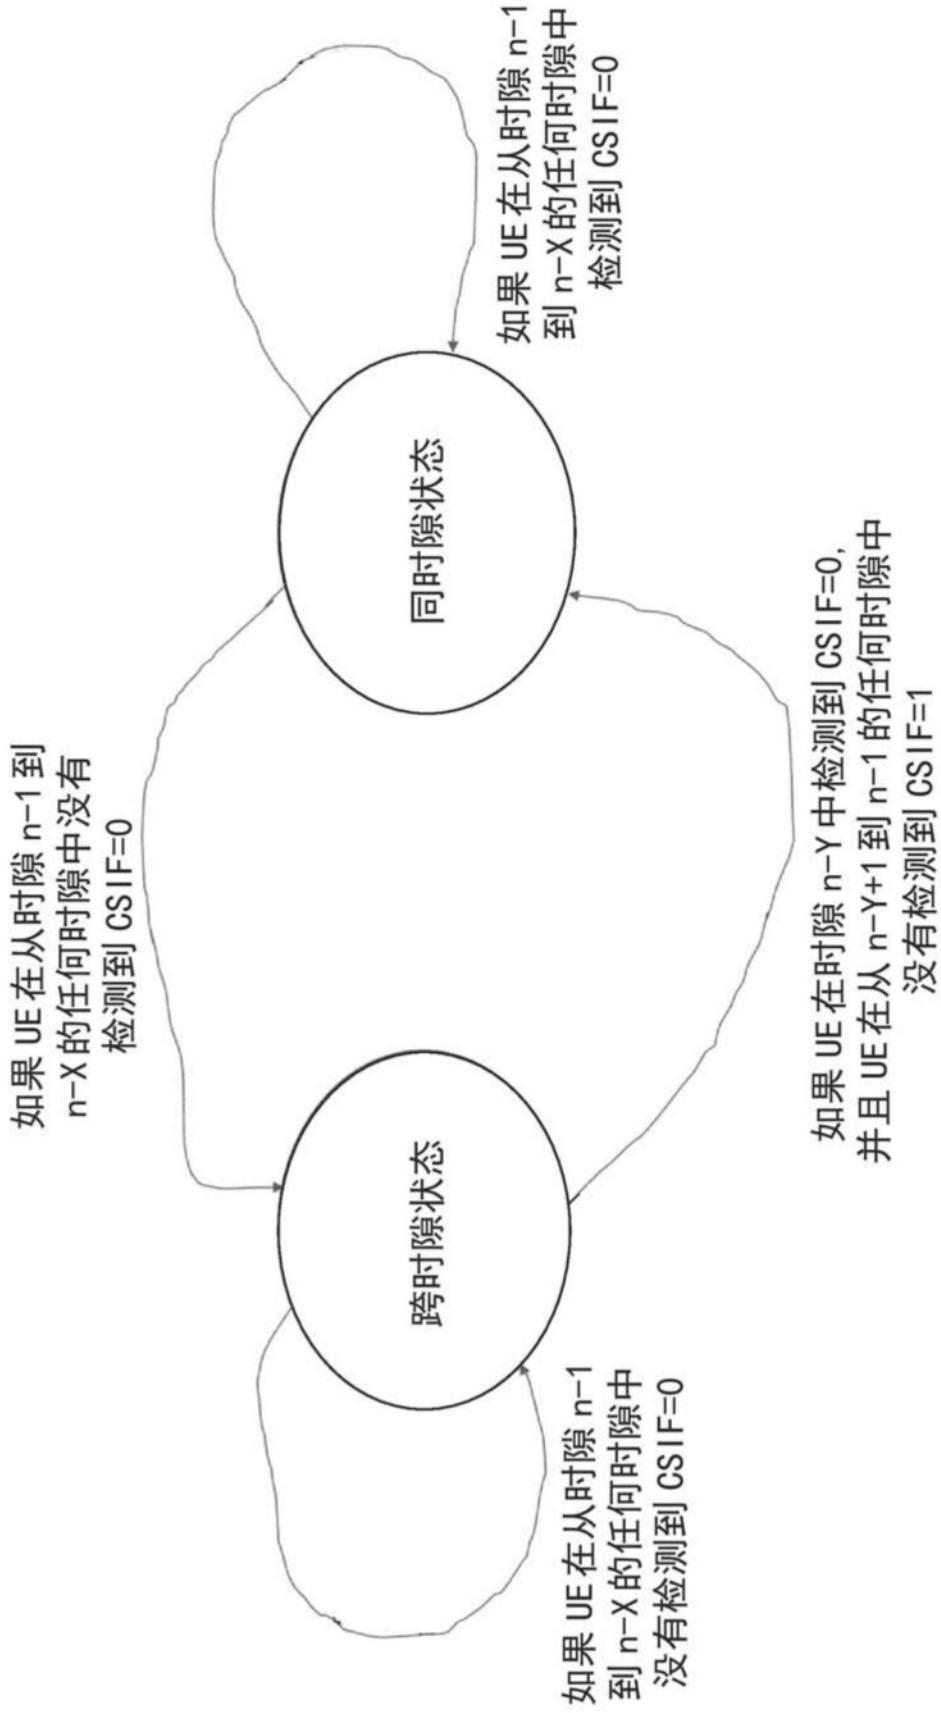 如果 UE 在从时隙 n-1 到
n-X 的任何时隙中没有
检测到 CSIF=0
跨时隙状态
同时隙状态
如果 UE 在从时隙 n-1
到 n-X 的任何时隙中
检测到 CSIF=0
如果 UE 在从时隙 n-1
到 n-X 的任何时隙中
没有检测到 CSIF=0
如果 UE 在时隙 n-Y 中检测到 CSIF=0,
并且 UE 在从 n-Y+1 到 n-1 的任何时隙中
没有检测到 CSIF=1